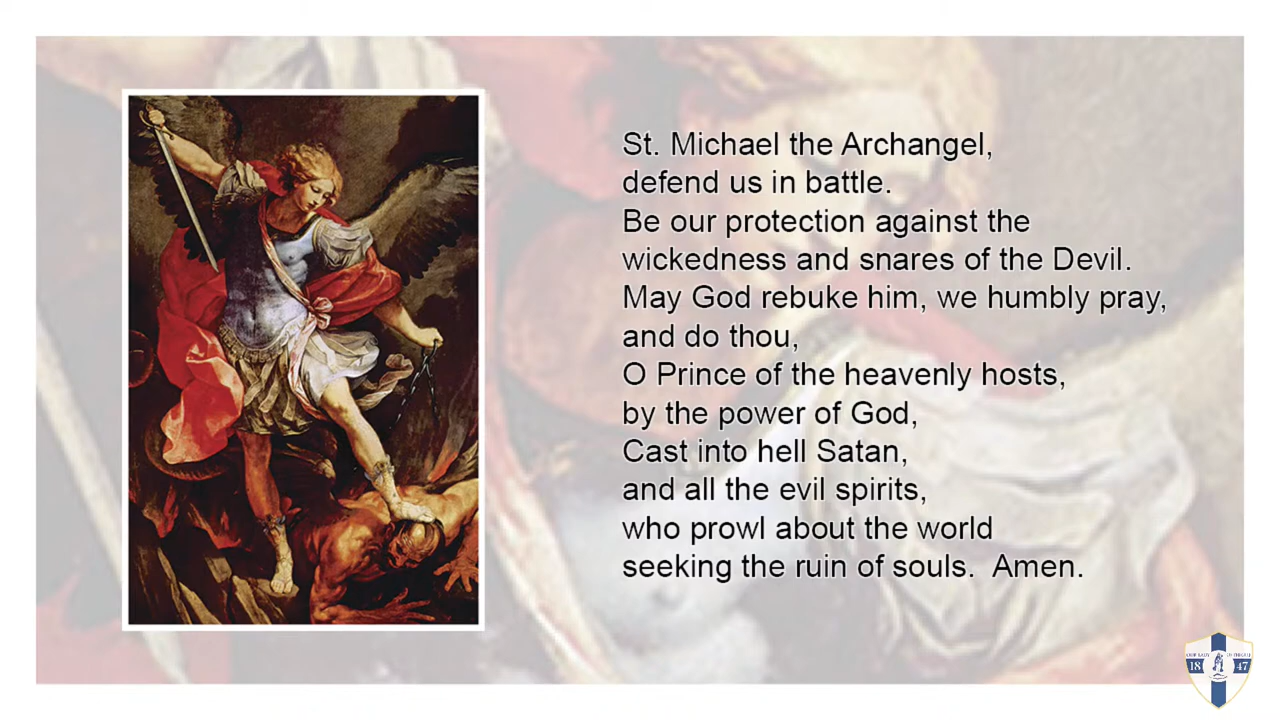 St. Michael the Archangel,
defend us in battle.
Be our protection against the
wickedness and snares of the Devil.
May God rebuke him, we humbly pray,
and do thou,
O Prince of the heavenly hosts,
by the power of God,
Cast into hell Satan,
and all the evil spirits,
who prowl about the world
seeking the ruin of souls.  Amen.
OUR LADY
18 47